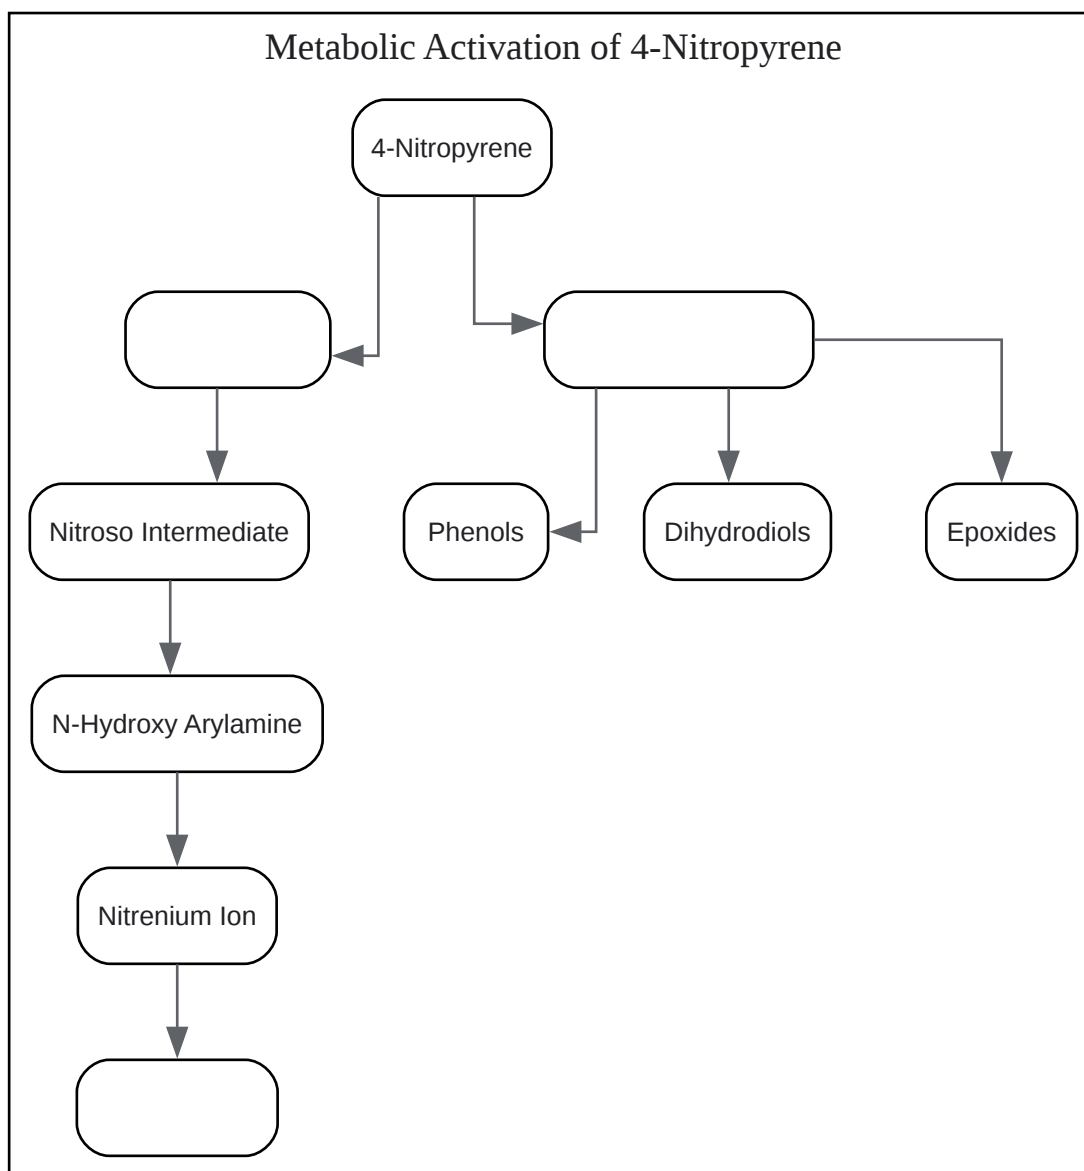 Metabolic Activation of 4-Nitropyrene
4-Nitropyrene
Nitroso Intermediate
Phenols
Dihydrodiols
Epoxides
N-Hydroxy Arylamine
Nitrenium Ion